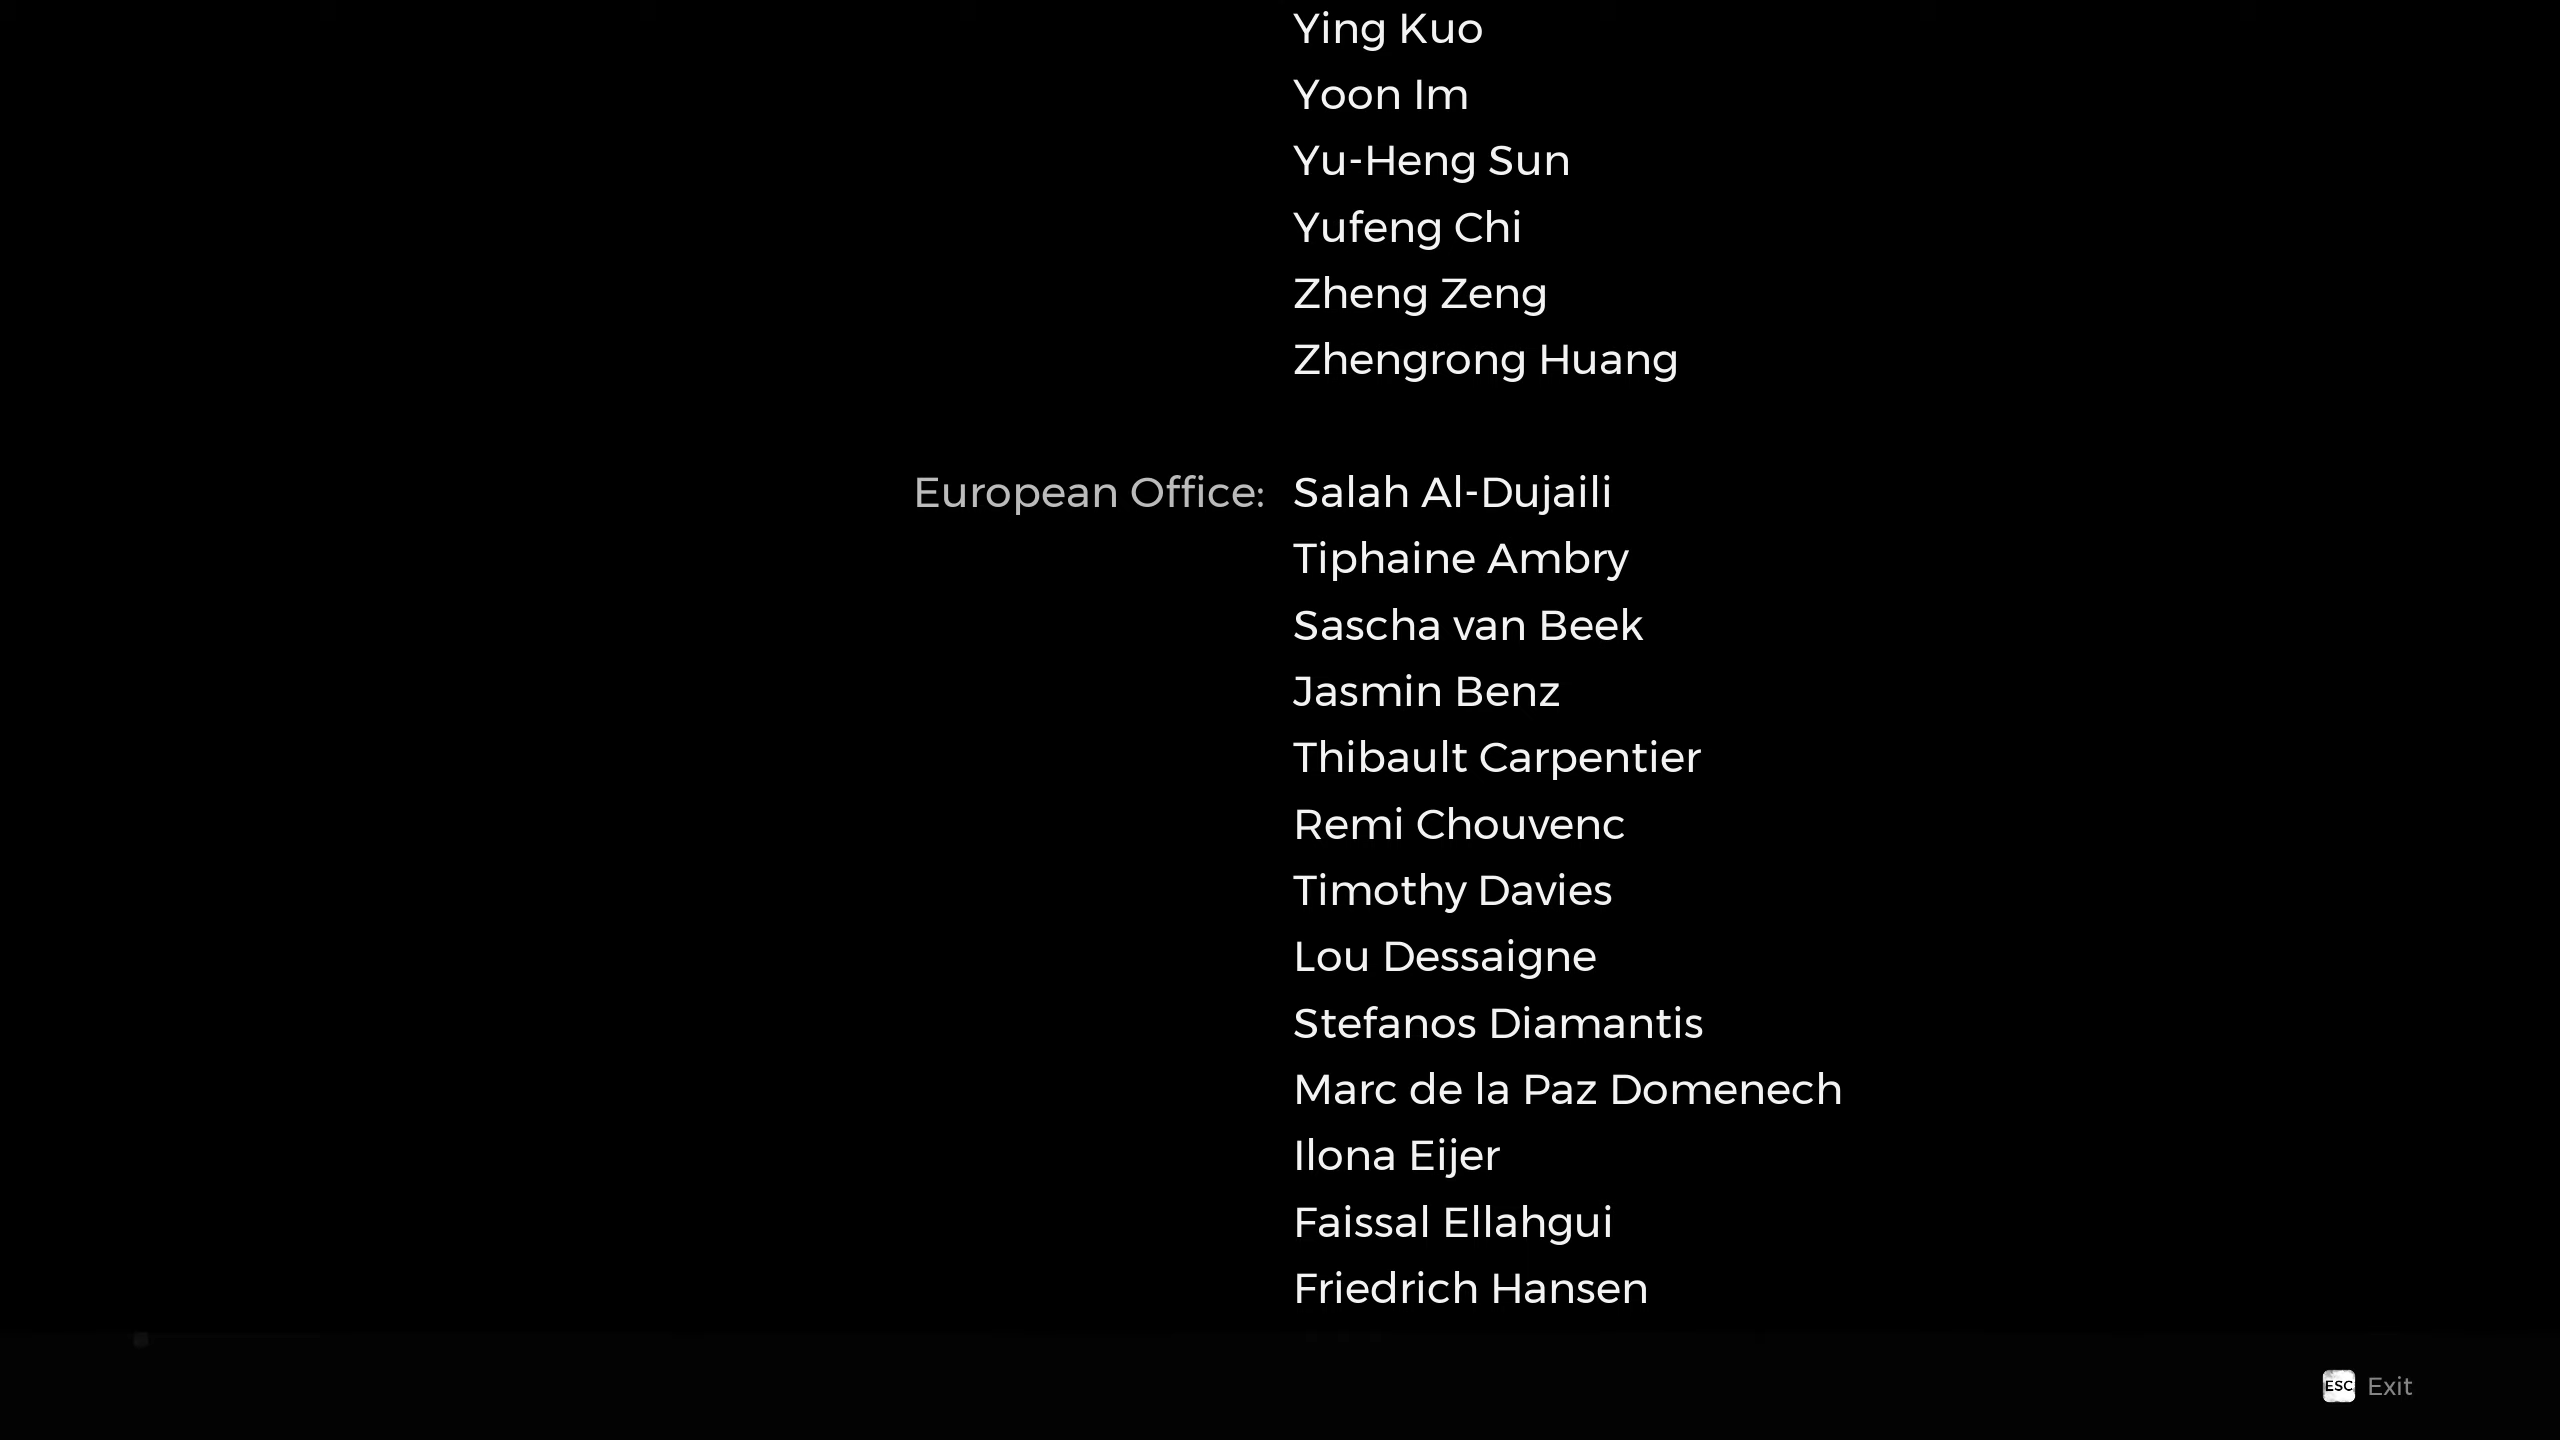 Ying Kuo
Yoon Im
Yu-Heng Sun
Yufeng Chi
Zheng Zeng
Zhengrong Huang
European Office: Salah Al-Dujaili
Tiphaine Ambry
Sascha van Beek
Jasmin Benz
Thibault Carpentier
Remi Chouvenc
Timothy Davies
Lou Dessaigne
Stefanos Diamantis
Marc de la Paz Domenech
Ilona Eijer
Faissal Ellahgui
Friedrich Hansen
ESC Exit